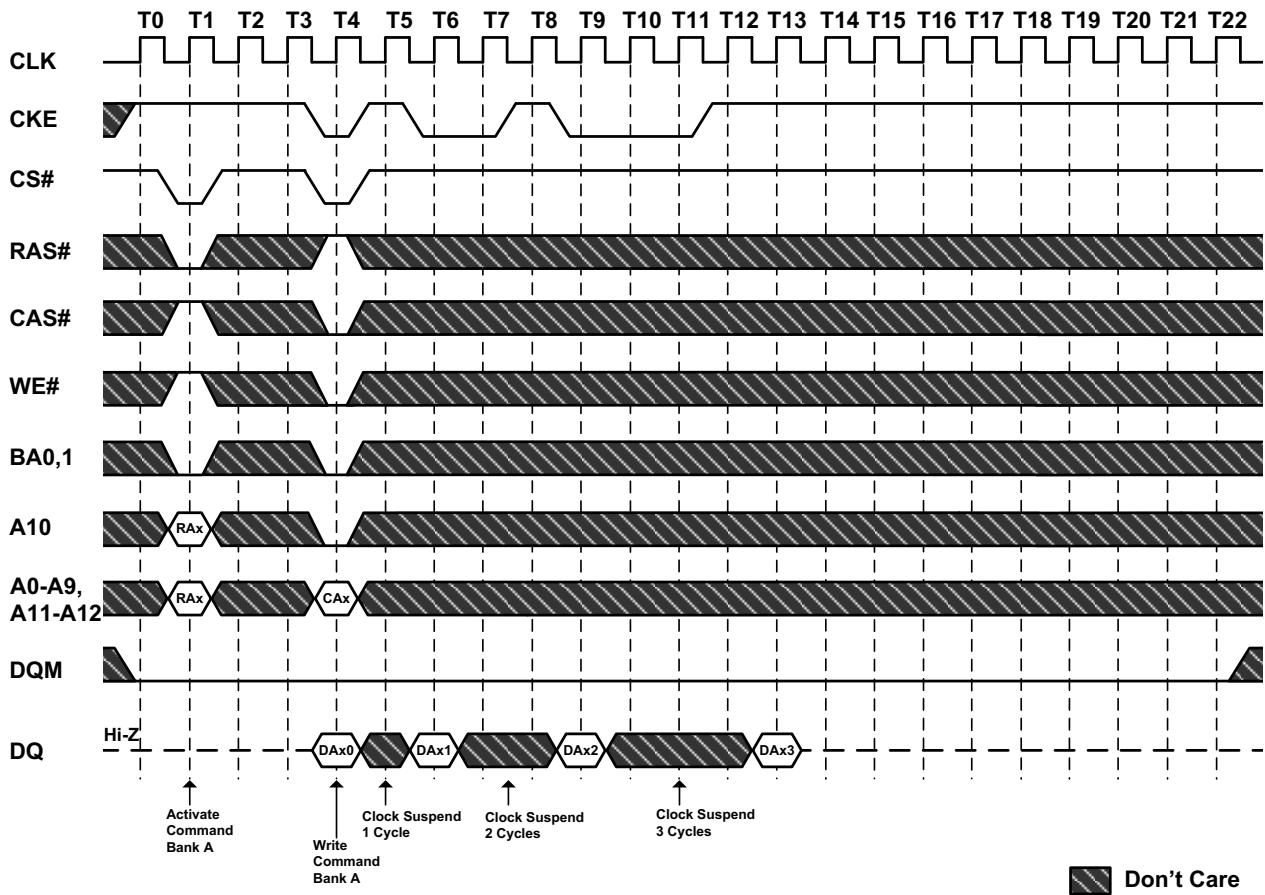 T0 T1 T2 T3 T4 T5 T6 T7 T8 T9 T10 T11 T12 T13 T14 T15 T16 T17 T18 T19 T20 T21 T22
CLK
CKE
CS#
RAS#
CAS#
WE#
BA0,1
A10 RAx
A0-A9,
A11-A12 RAx CAx
DQM
Hi-Z
DQ DAx0 DAx1 DAx2 DAx3
Activate
Command
Bank A
Write
Command
Bank A
Clock Suspend
1 Cycle
Clock Suspend
2 Cycles
Clock Suspend
3 Cycles
Don't Care